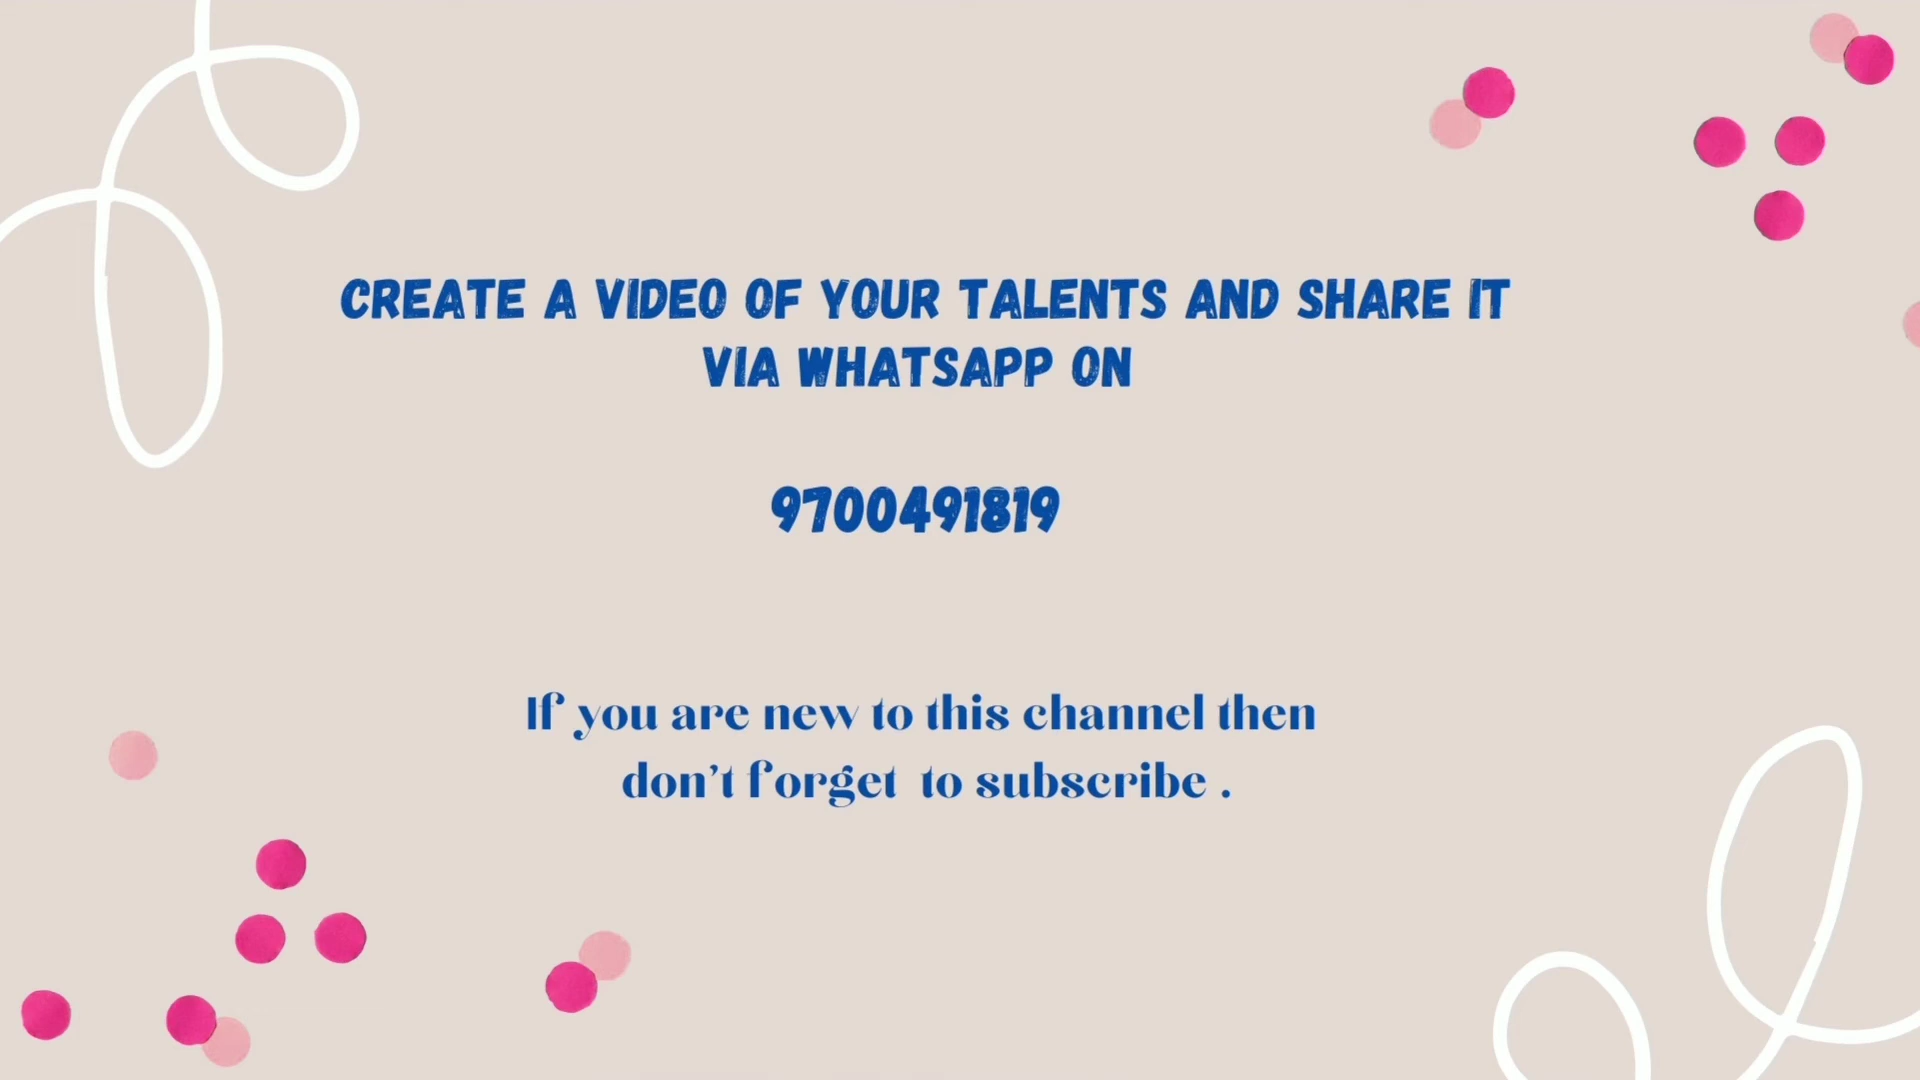 CREATE A VIDEO OF YOUR TALENTS AND SHARE IT
VIA WHATSAPP ON
9700491819
If you are new to this channel then
don't forget to subscribe .